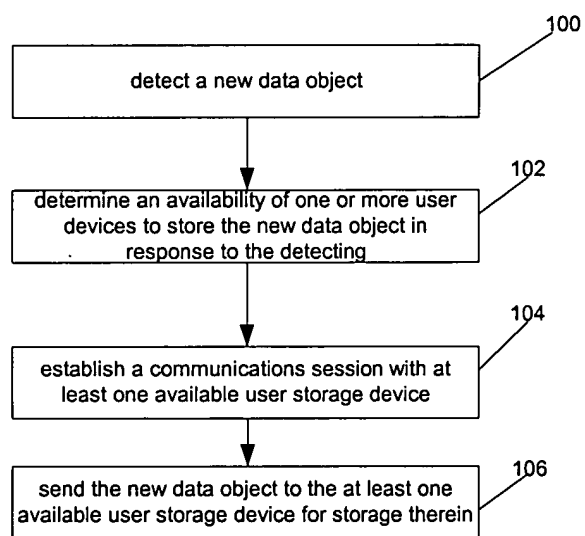 100
detect a new data object
102
determine an availability of one or more user
devices to store the new data object in
response to the detecting
104
establish a communications session with at
least one available user storage device
106
send the new data object to the at least one
available user storage device for storage therein